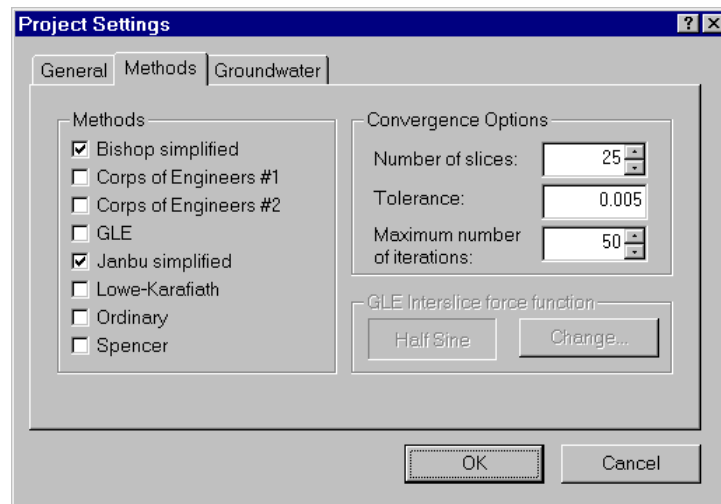 Project Settings
General Methods Groundwater
Methods
Bishop simplified
Corps of Engineers #1
Corps of Engineers #2
GLE
Janbu simplified
Lowe-Karafiath
Ordinary
Spencer
Convergence Options
Number of slices: 25
Tolerance: 0.005
Maximum number
of iterations: 50
GLE Interslice force function
Half Sine Change...
OK Cancel